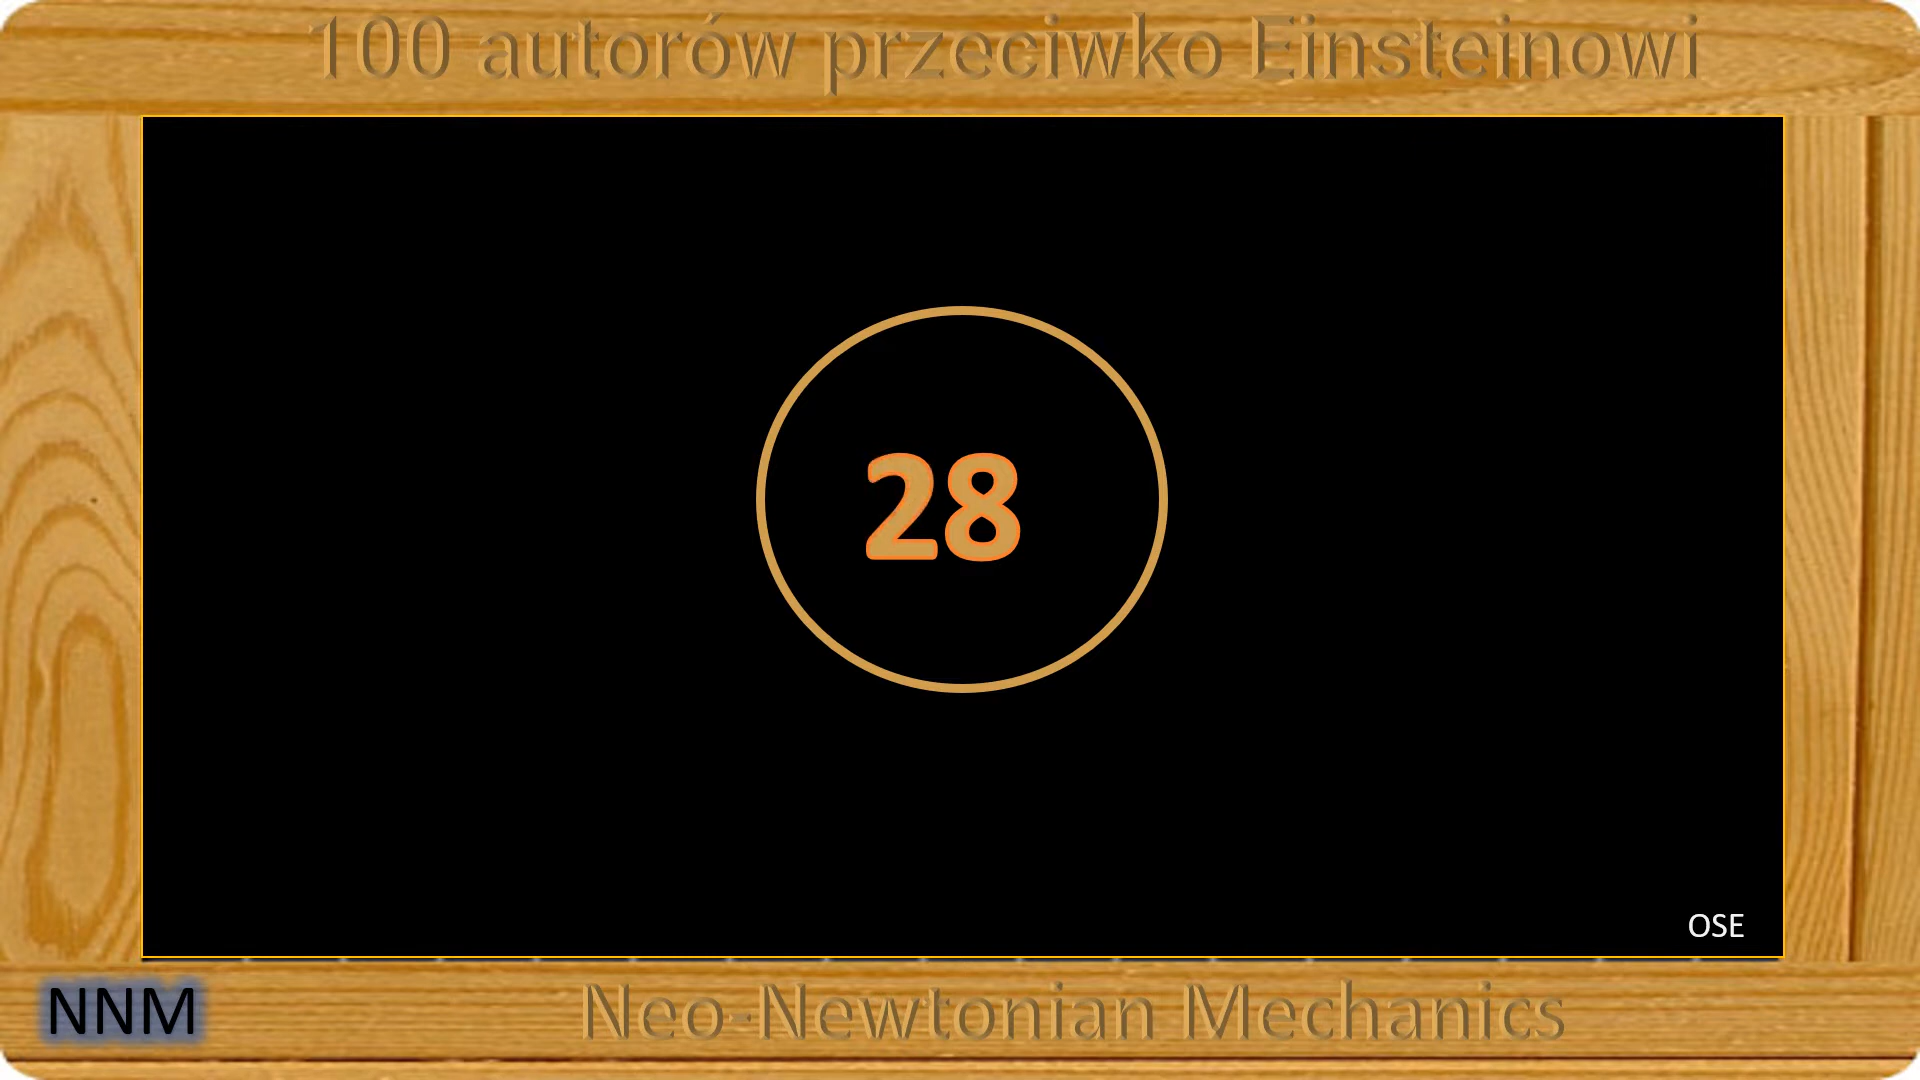 100 autorów przeciwko Einsteinowi
28
OSE
NNM
Neo-Newtonian Mechanics